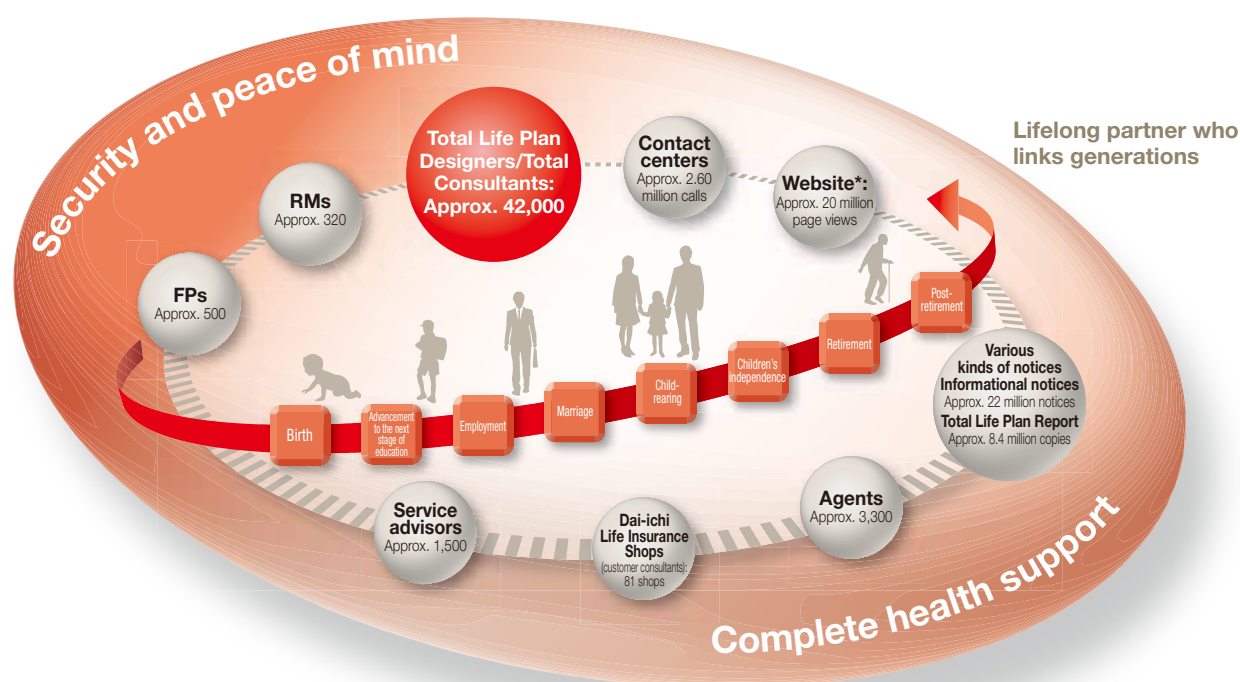 Security and peace of mind
Total Life Plan
Designers/Total
Consultants:
Approx. 42,000
Contact
centers
Approx. 2.60
million calls
Website*:
Approx. 20 million
page views
Lifelong partner who
links generations
RMs
Approx. 320
FPs
Approx. 500
Birth
Advancement
to the next
stage of
education
Employment
Marriage
Child-
rearing
Children's
independence
Retirement
Post-
retirement
Various
kinds of notices
Informational notices
Approx. 22 million notices
Total Life Plan Report
Approx. 8.4 million copies
Service
advisors
Approx. 1,500
Dai-ichi
Life Insurance
Shops
(customer consultants):
81 shops
Agents
Approx. 3,300
Complete health support